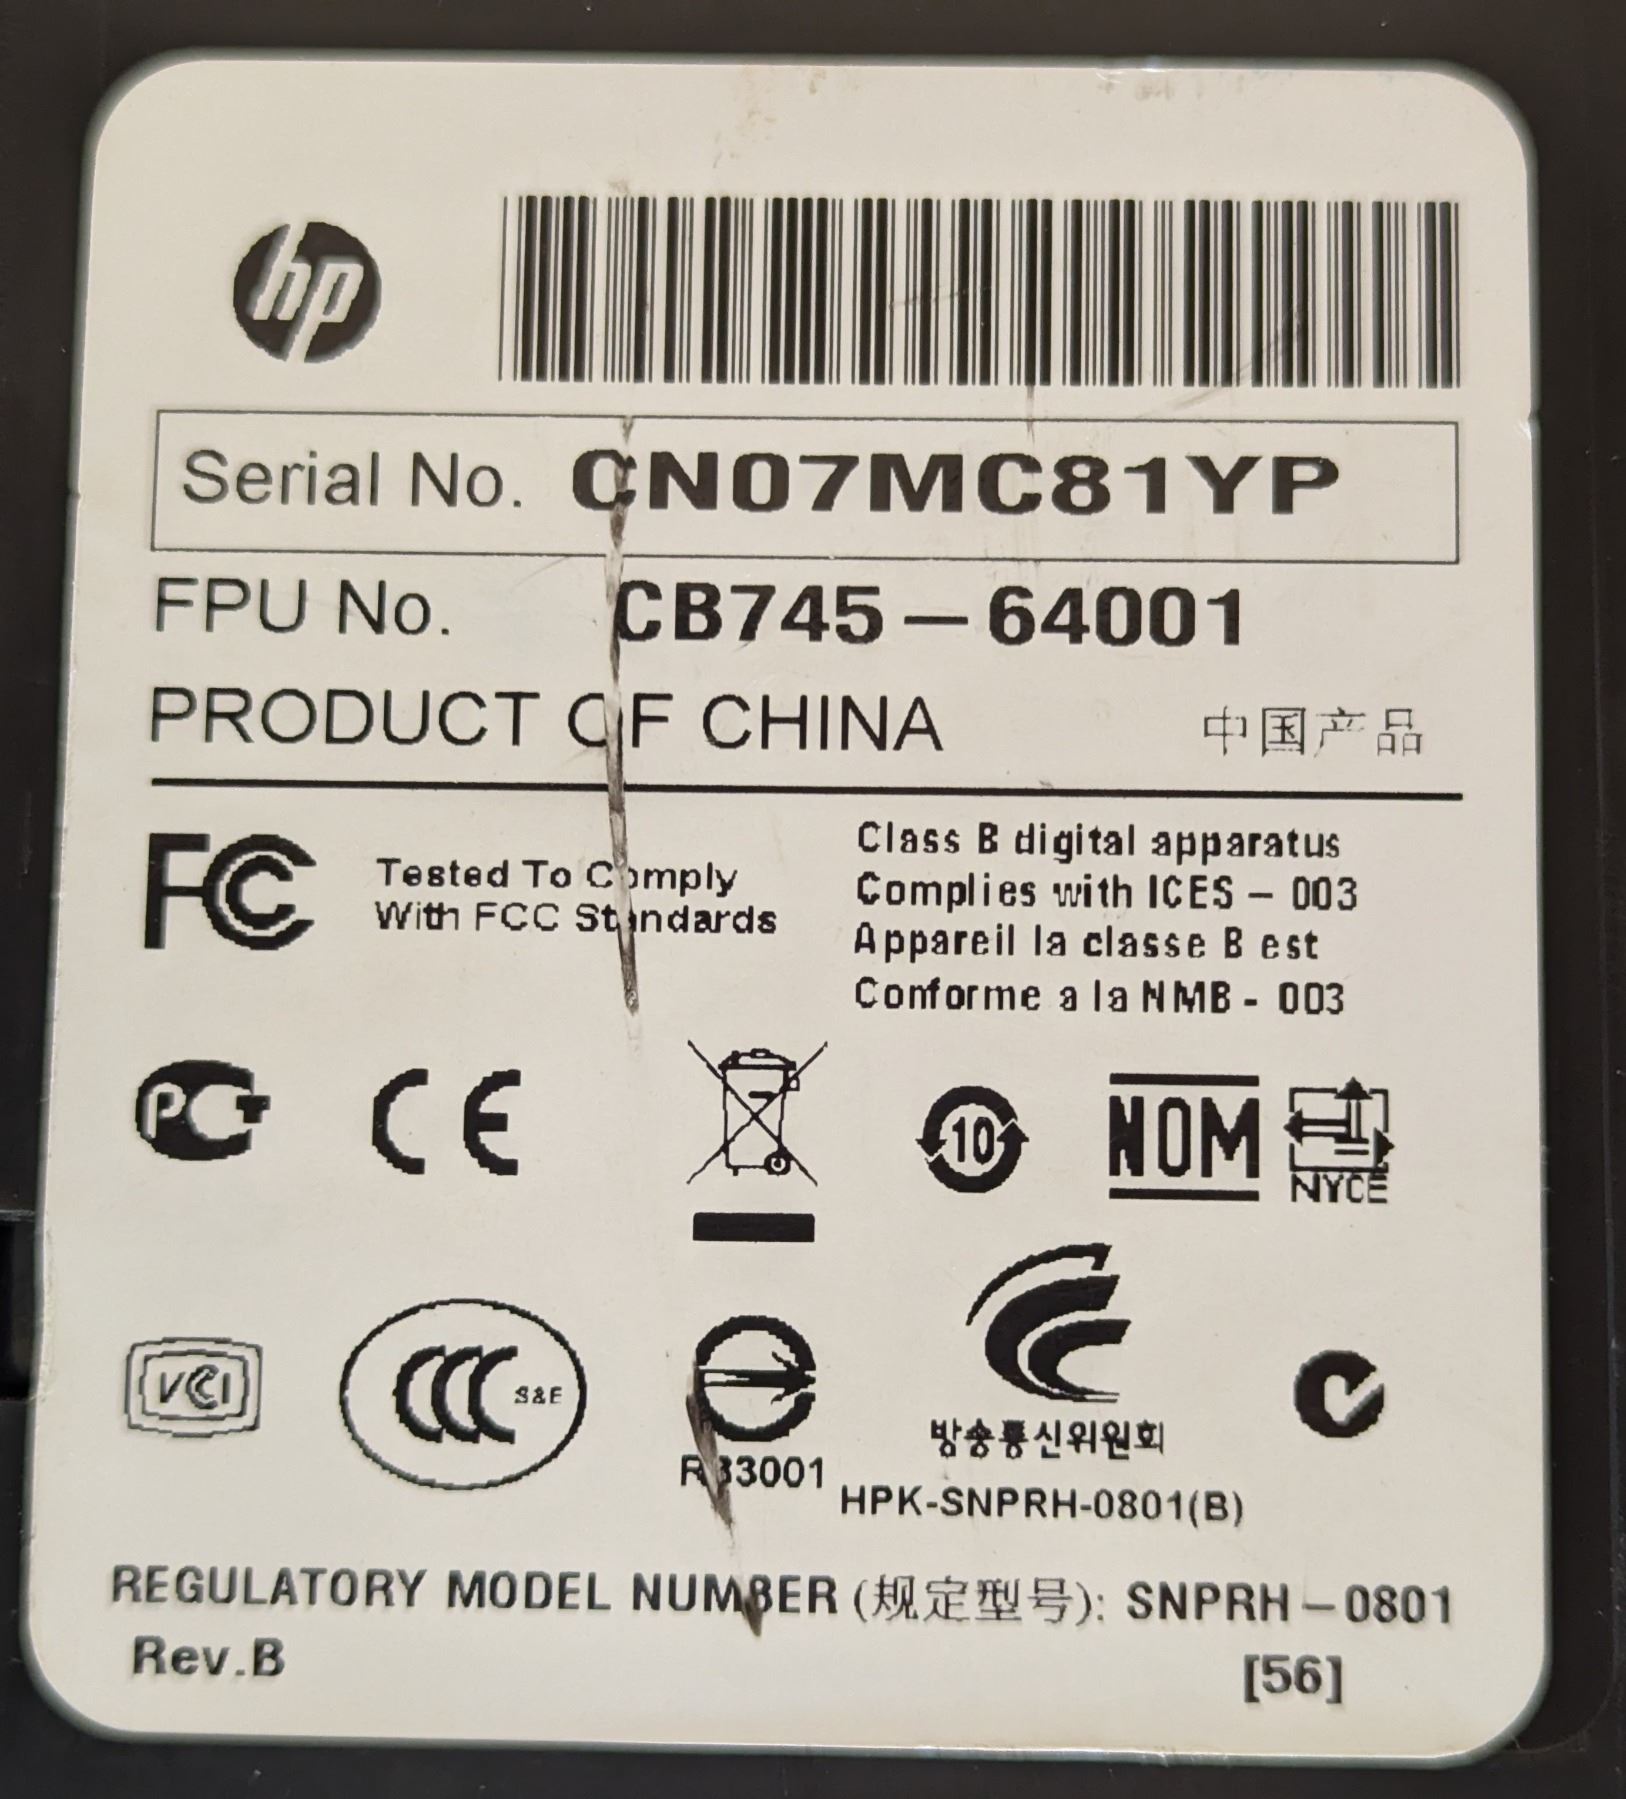 hp
Serial No. CN07MC81YP
FPU No. CB745-64001
PRODUCT OF CHINA 中国产品
FC Tested To Comply
With FCC Standards
Class B digital apparatus
Complies with ICES - 003
Appareil la classe B est
Conforme a la NMB - 003
PCT CE 10 NOM NYCE
VCI CCC S&E
R33001
방송통신위원회
HPK-SNPRH-0801(B)
REGULATORY MODEL NUMBER (规定型号): SNPRH-0801
Rev.B [56]